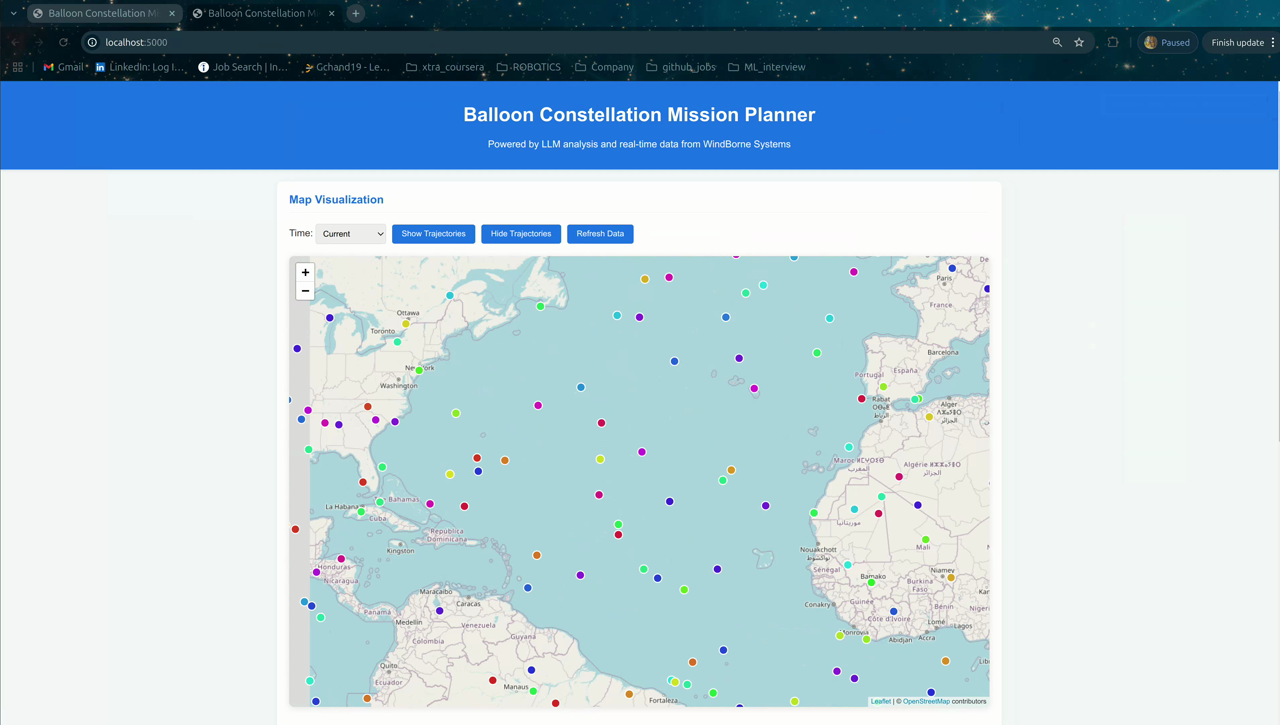 Balloon Constellation Mi
Balloon Constellation M
localhost:5000
Paused
Finish update
Gmail
LinkedIn: Log I...
Job Search | In...
Gchand19 - Le...
xtra_coursera
ROBOTICS
Company
github_jobs
ML_interview
Balloon Constellation Mission Planner
Powered by LLM analysis and real-time data from WindBorne Systems
Map Visualization
Time: Current Show Trajectories Hide Trajectories Refresh Data
+
−
Ottawa
Toronto
New York
Washington
Paris
France
Barcelona
Portugal
España
Alger
Rabat
الرباط
Algérie
La Habana
Cuba
Bahamas
República
Dominicana
Kingston
Honduras
Nicaragua
Panamá
Maracaibo
Caracas
Medellín
Venezuela
Colombia
Guyana
Quito
Ecuador
Manaus
Fortaleza
Nouakchott
Sénégal
Mali
Bamako
Niamey
Burkina
Faso
Guinée
Conakry
Bénin
Nigeria
Monrovia
Côte d'Ivoire
Abidjan
Accra
Lomé
Lagos
Leaflet | © OpenStreetMap contributors